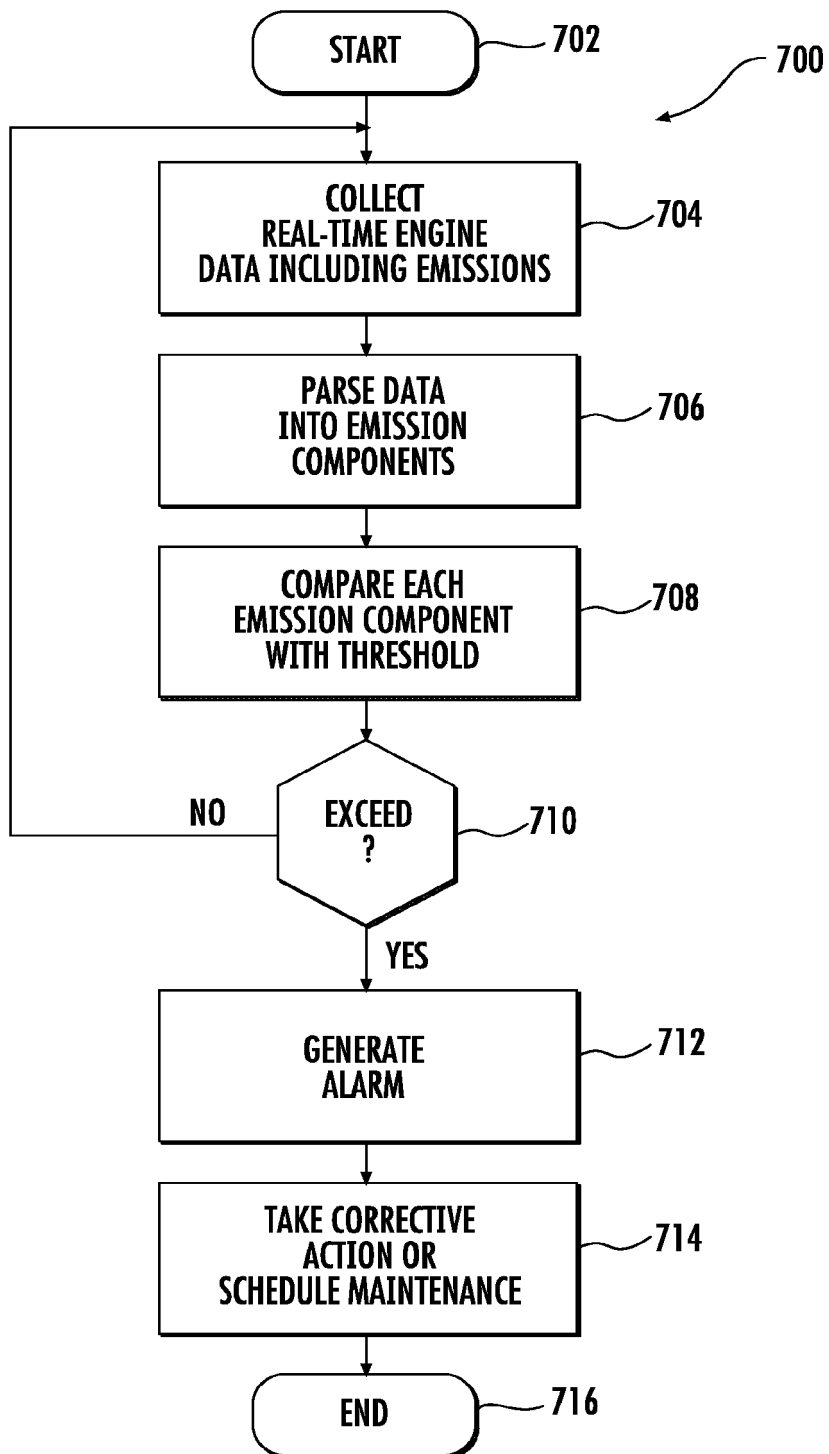 START
702
700
COLLECT
REAL-TIME ENGINE
DATA INCLUDING EMISSIONS
704
PARSE DATA
INTO EMISSION
COMPONENTS
706
COMPARE EACH
EMISSION COMPONENT
WITH THRESHOLD
708
NO
EXCEED
?
710
YES
GENERATE
ALARM
712
TAKE CORRECTIVE
ACTION OR
SCHEDULE MAINTENANCE
714
END
716